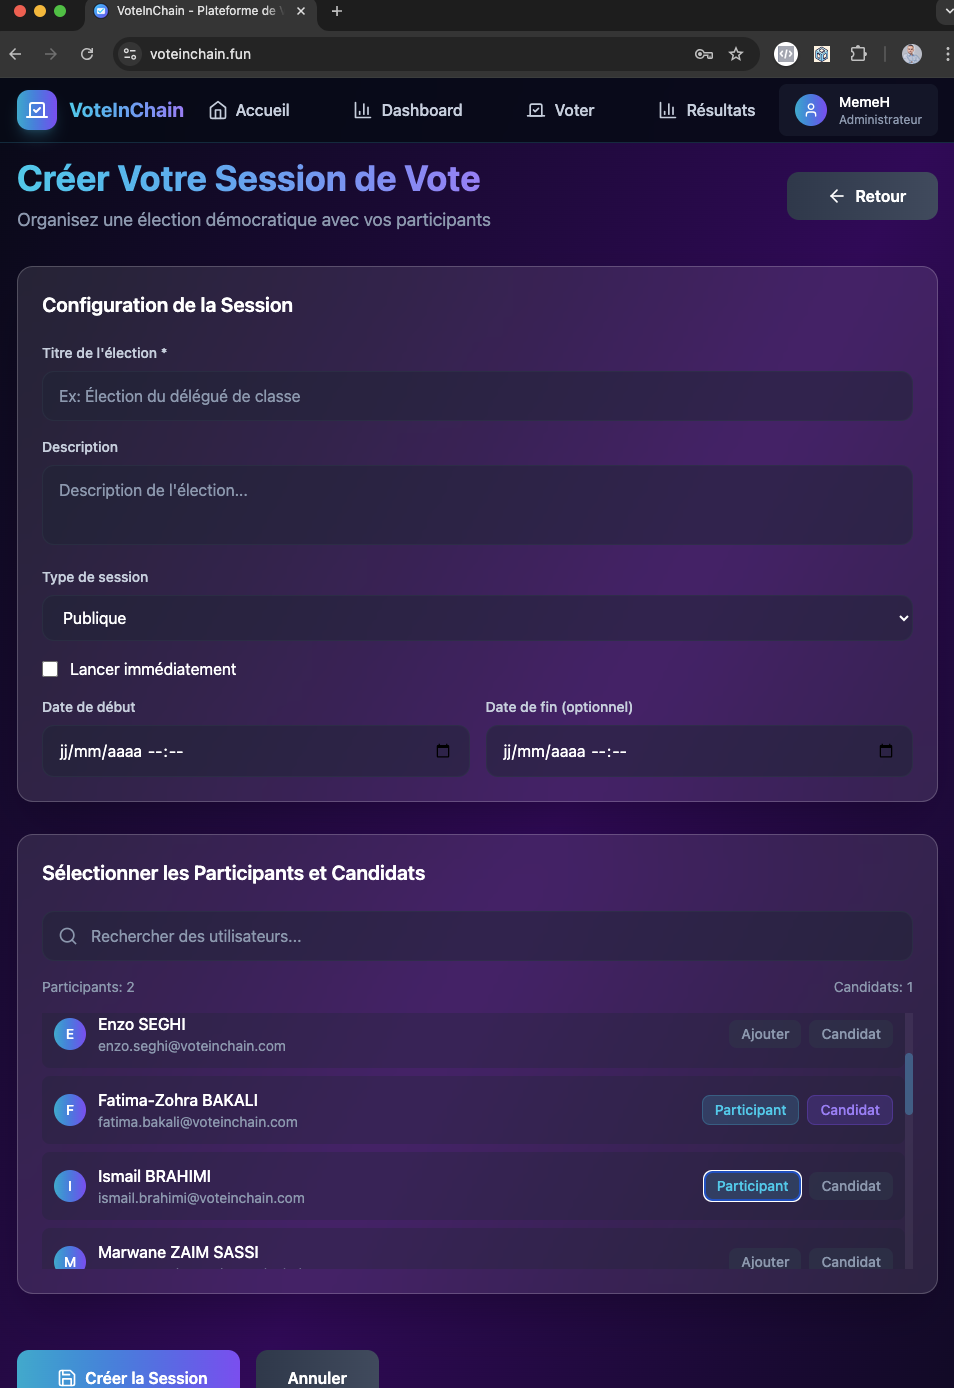 VoteInChain - Plateforme de
voteinchain.fun
VoteInChain
Accueil
Dashboard
Voter
Résultats
MemeH
Administrateur
Créer Votre Session de Vote
Organisez une élection démocratique avec vos participants
Retour
Configuration de la Session
Titre de l'élection *
Ex: Élection du délégué de classe
Description
Description de l'élection...
Type de session
Publique
Lancer immédiatement
Date de début
Date de fin (optionnel)
jj/mm/aaaa --:--
jj/mm/aaaa --:--
Sélectionner les Participants et Candidats
Rechercher des utilisateurs...
Participants: 2
Candidats: 1
E
Enzo SEGHI
enzo.seghi@voteinchain.com
Ajouter
Candidat
F
Fatima-Zohra BAKALI
fatima.bakali@voteinchain.com
Participant
Candidat
I
Ismail BRAHIMI
ismail.brahimi@voteinchain.com
Participant
Candidat
M
Marwane ZAIM SASSI
Ajouter
Candidat
Créer la Session
Annuler